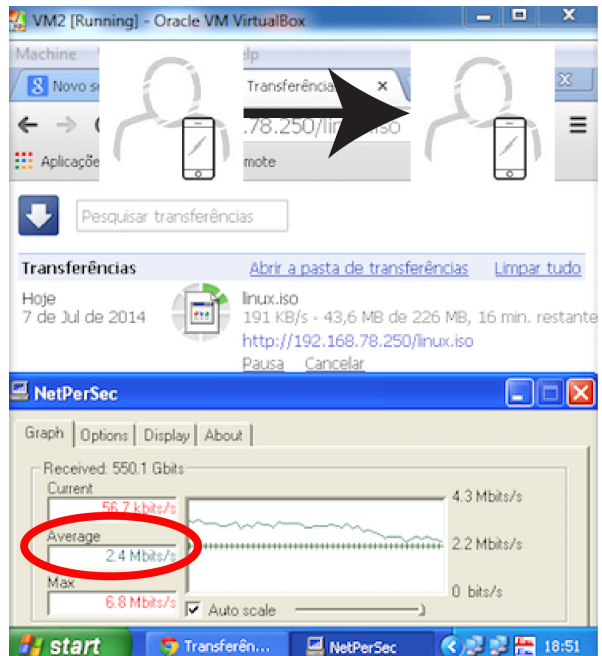 VM2 [Running] - Oracle VM VirtualBox
Machine
Novo Transferências
.78.250/linux.iso
Aplicações mote
Pesquisar transferências
Transferências Abrir a pasta de transferências Limpar tudo
Hoje linux.iso
7 de Jul de 2014 191 KB/s - 43,6 MB de 226 MB, 16 min. restante
http://192.168.78.250/linux.iso
Pausa Cancelar
NetPerSec
Graph Options Display About
Received: 550.1 Gbits
Current
56.7 kbits/s 4.3 Mbits/s
Average
2.4 Mbits/s 2.2 Mbits/s
Max
6.8 Mbits/s 0 bits/s
Auto scale
start Transferên... NetPerSec 18:51